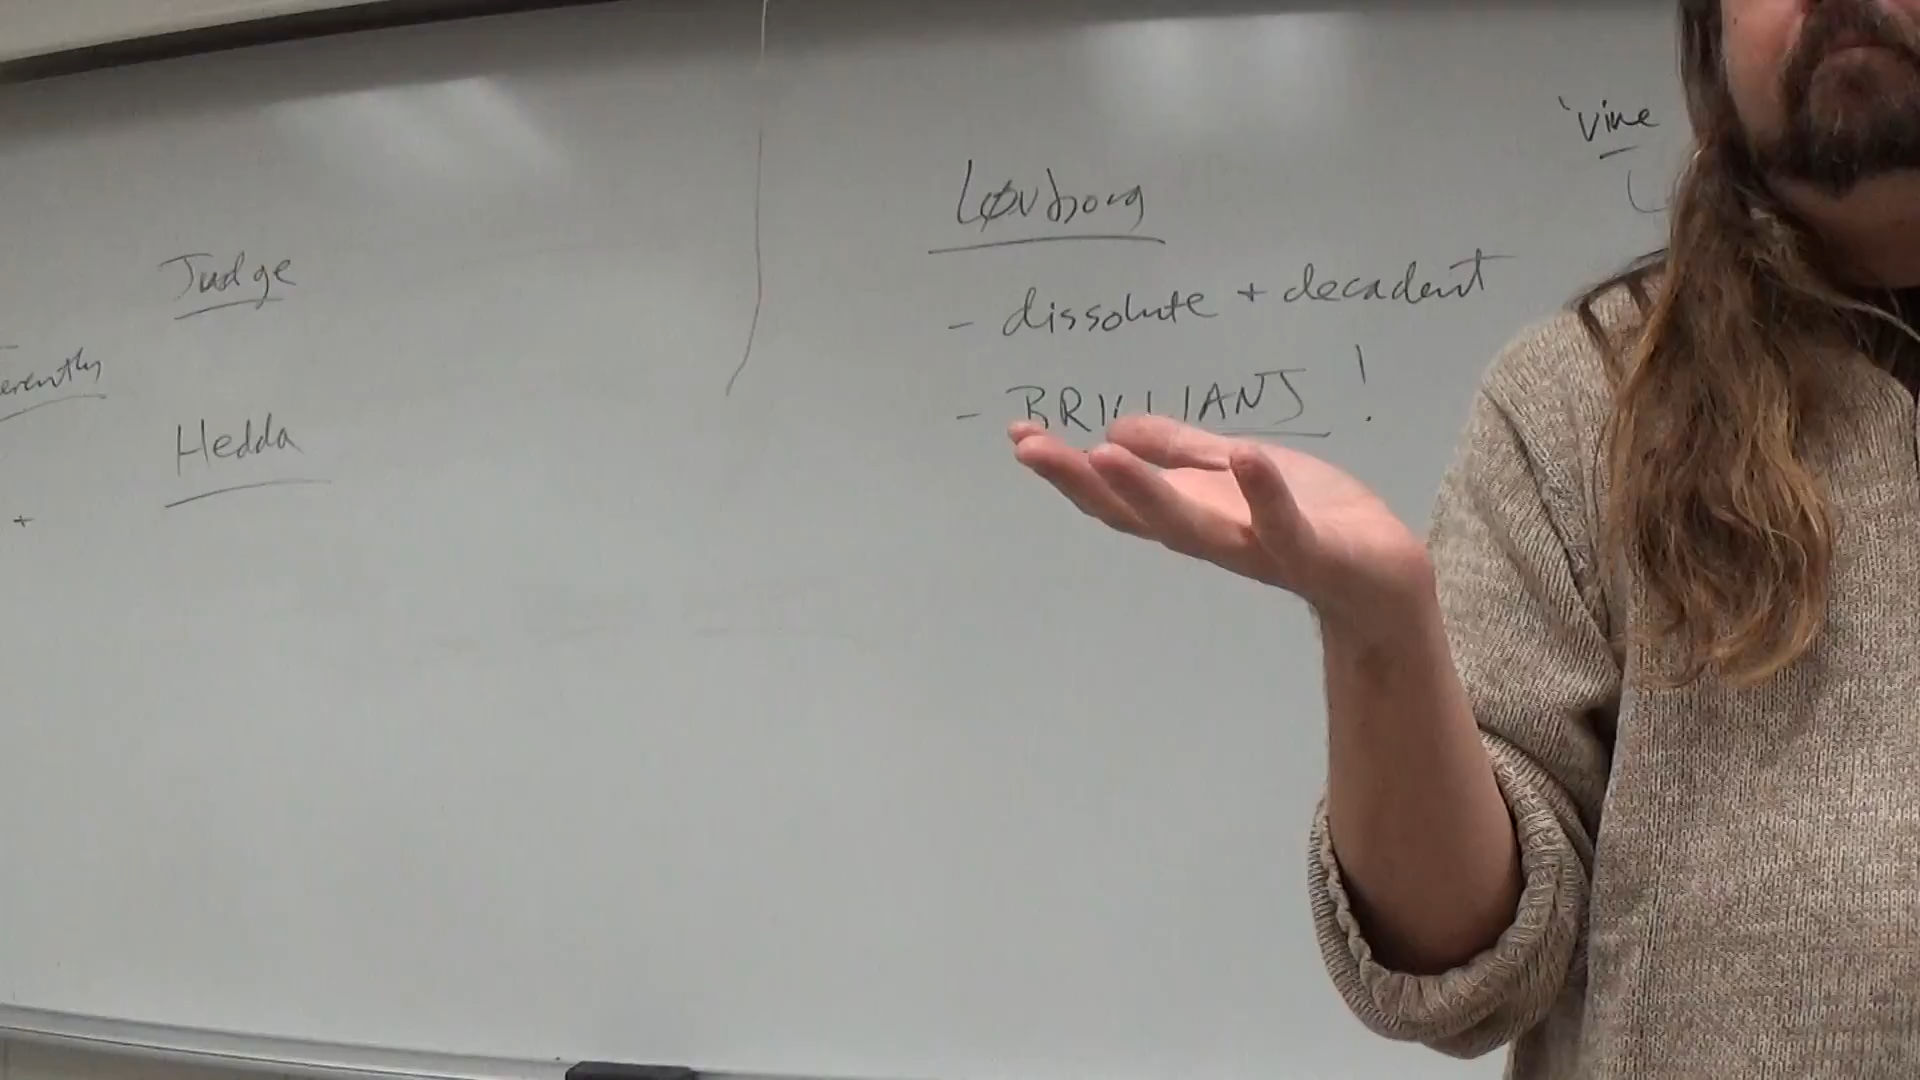 Judge
Hedda
+
Løvborg
- dissolute + decadent
- BRILLIANT !
'vine